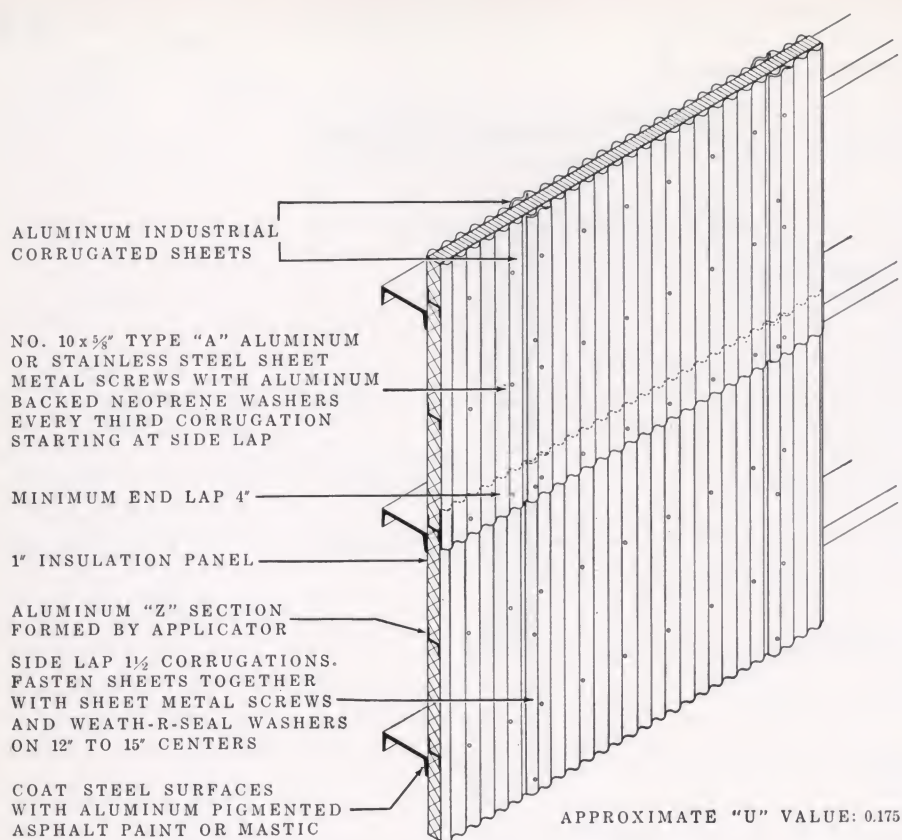 ALUMINUM INDUSTRIAL
CORRUGATED SHEETS
NO. 10 x 5/8" TYPE "A" ALUMINUM
OR STAINLESS STEEL SHEET
METAL SCREWS WITH ALUMINUM
BACKED NEOPRENE WASHERS
EVERY THIRD CORRUGATION
STARTING AT SIDE LAP
MINIMUM END LAP 4"
1" INSULATION PANEL
ALUMINUM "Z" SECTION
FORMED BY APPLICATOR
SIDE LAP 1½ CORRUGATIONS.
FASTEN SHEETS TOGETHER
WITH SHEET METAL SCREWS
AND WEATH-R-SEAL WASHERS
ON 12" TO 15" CENTERS
COAT STEEL SURFACES
WITH ALUMINUM PIGMENTED
ASPHALT PAINT OR MASTIC
APPROXIMATE "U" VALUE: 0.175